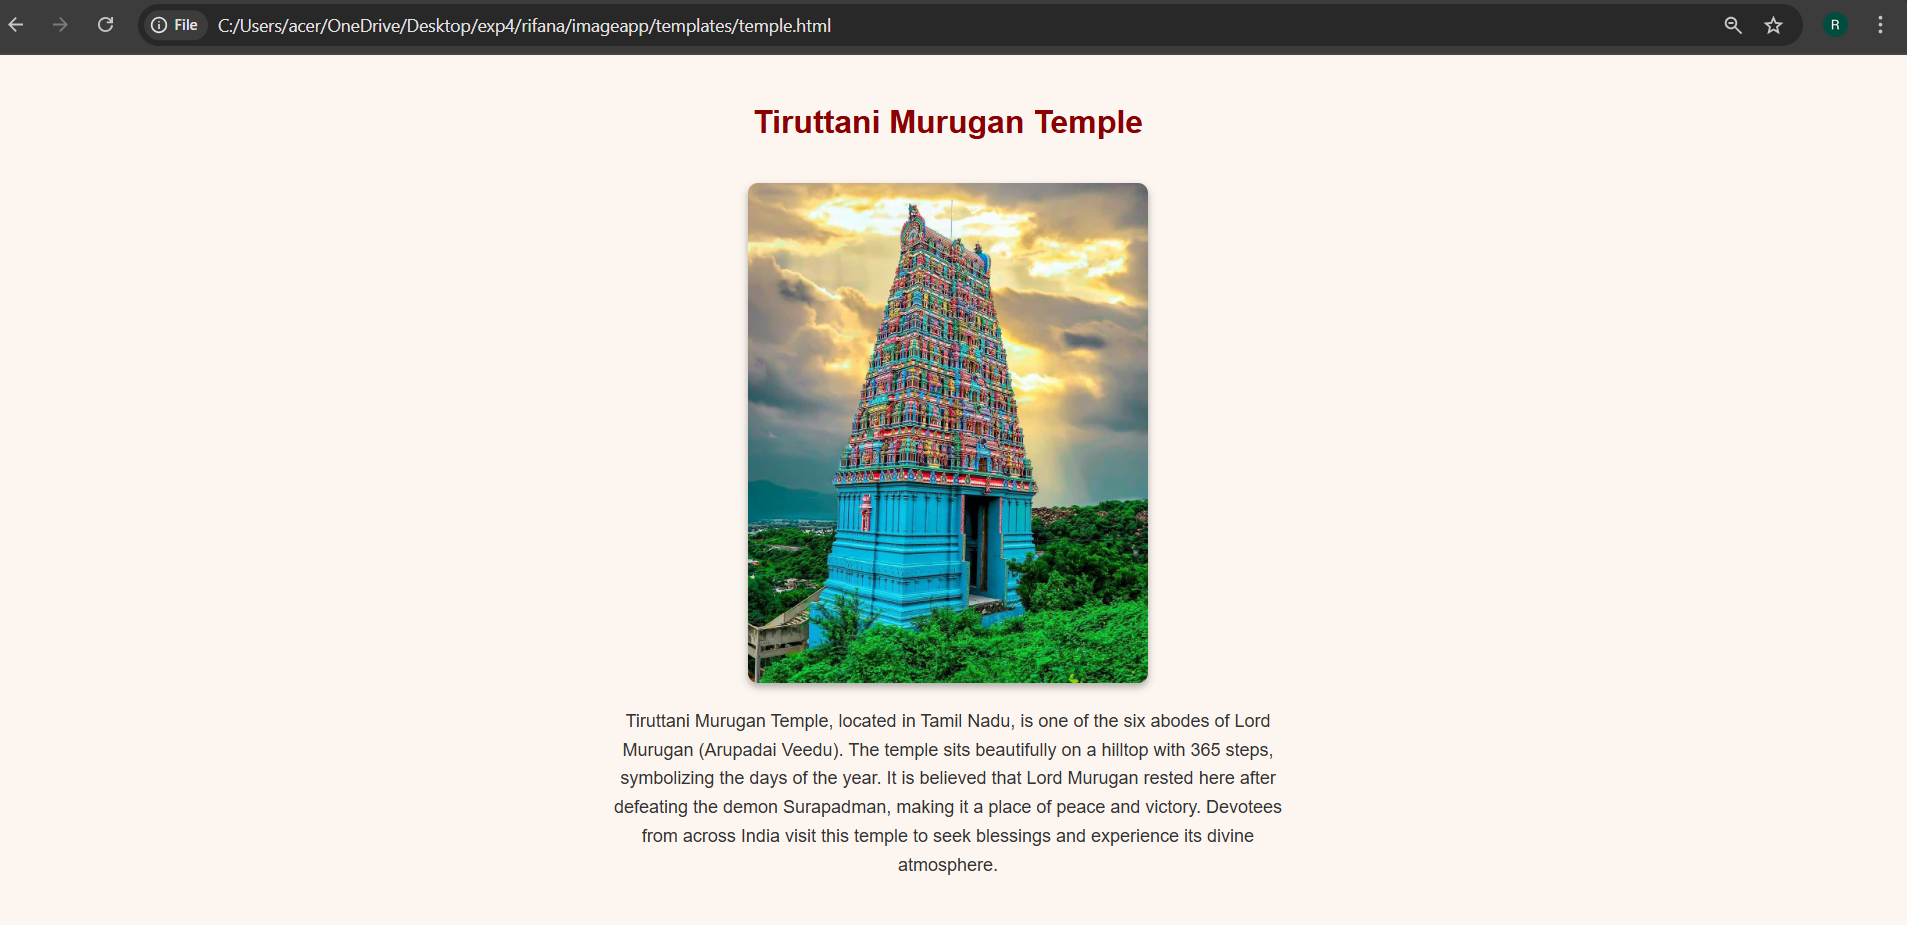 File C:/Users/acer/OneDrive/Desktop/exp4/rifana/imageapp/templates/temple.html
R
Tiruttani Murugan Temple
Tiruttani Murugan Temple, located in Tamil Nadu, is one of the six abodes of Lord
Murugan (Arupadai Veedu). The temple sits beautifully on a hilltop with 365 steps,
symbolizing the days of the year. It is believed that Lord Murugan rested here after
defeating the demon Surapadman, making it a place of peace and victory. Devotees
from across India visit this temple to seek blessings and experience its divine
atmosphere.